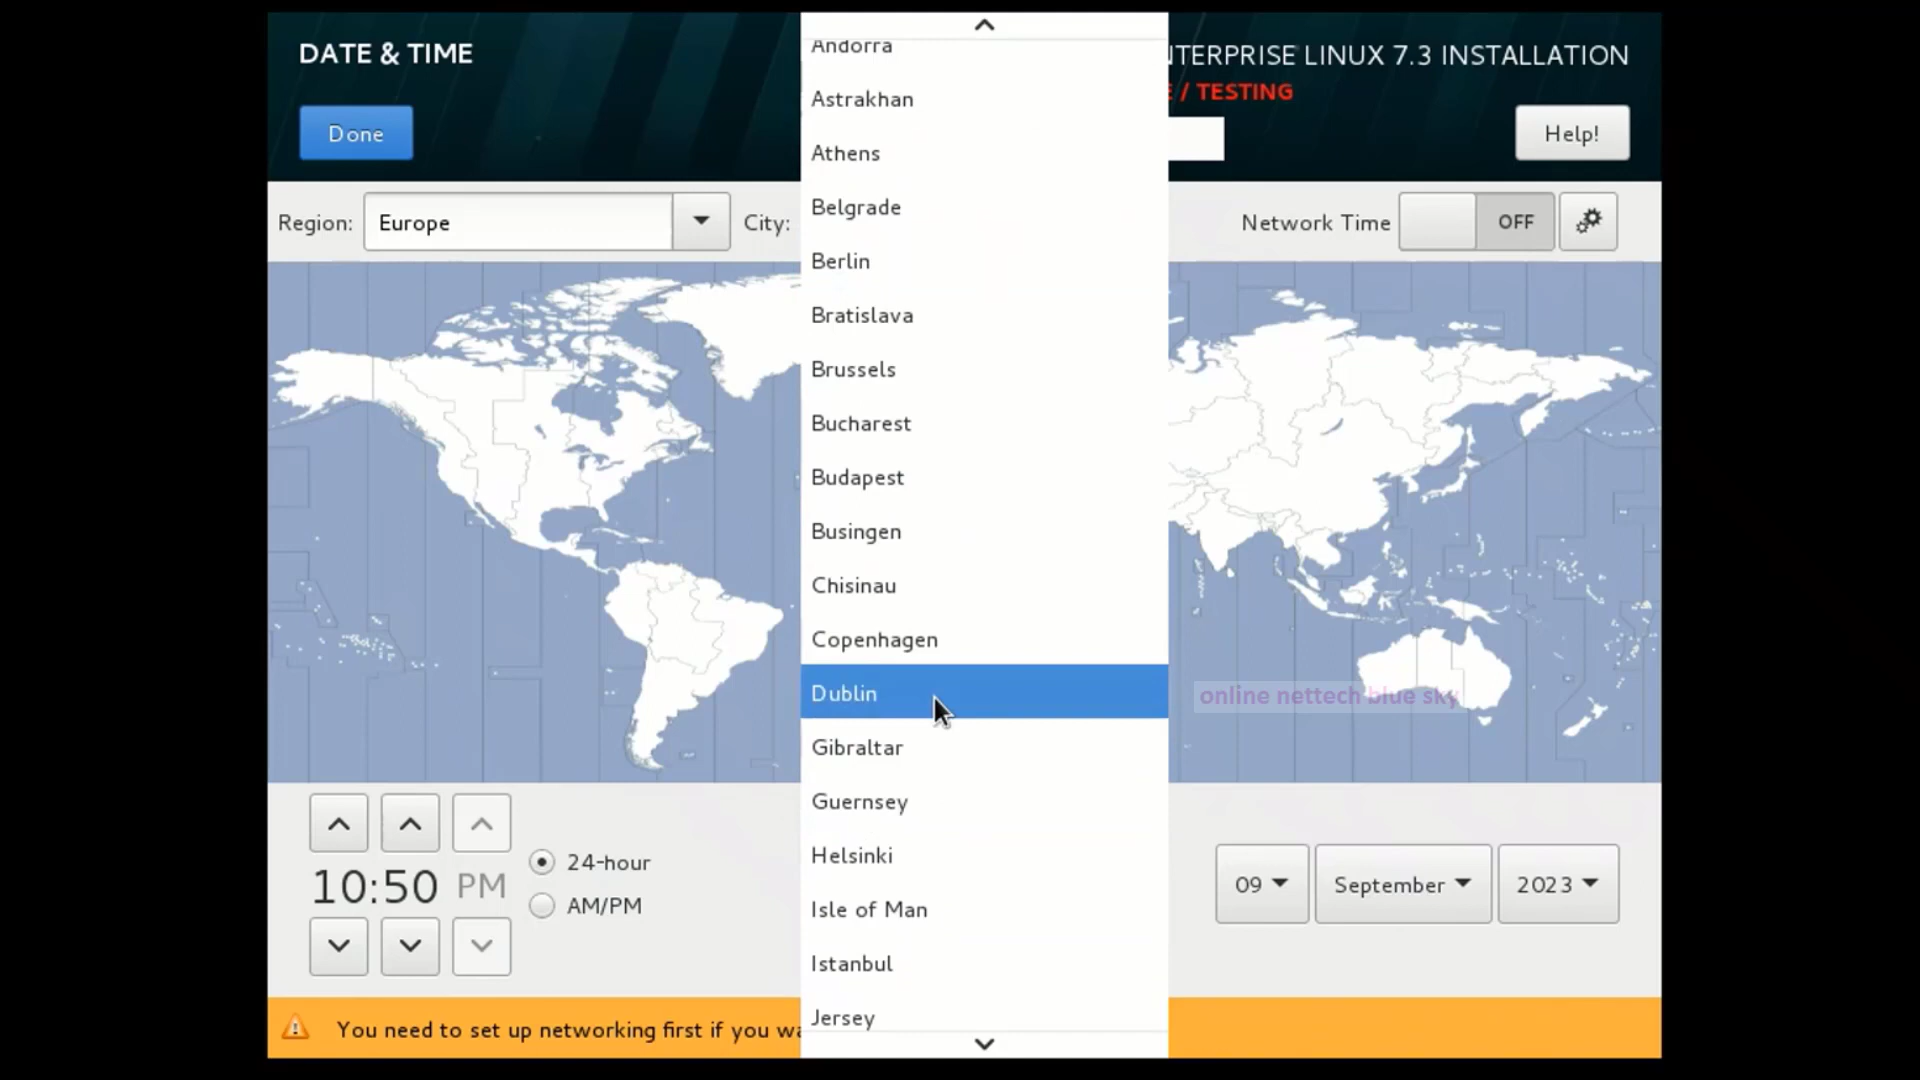 DATE & TIME
NTERPRISE LINUX 7.3 INSTALLATION
/ TESTING
Done
Help!
Region:
Europe
City:
Network Time
OFF
Andorra
Astrakhan
Athens
Belgrade
Berlin
Bratislava
Brussels
Bucharest
Budapest
Busingen
Chisinau
Copenhagen
Dublin
Gibraltar
Guernsey
Helsinki
Isle of Man
Istanbul
Jersey
online nettech blue sky
10:50 PM
24-hour
AM/PM
09
September
2023
You need to set up networking first if you wa